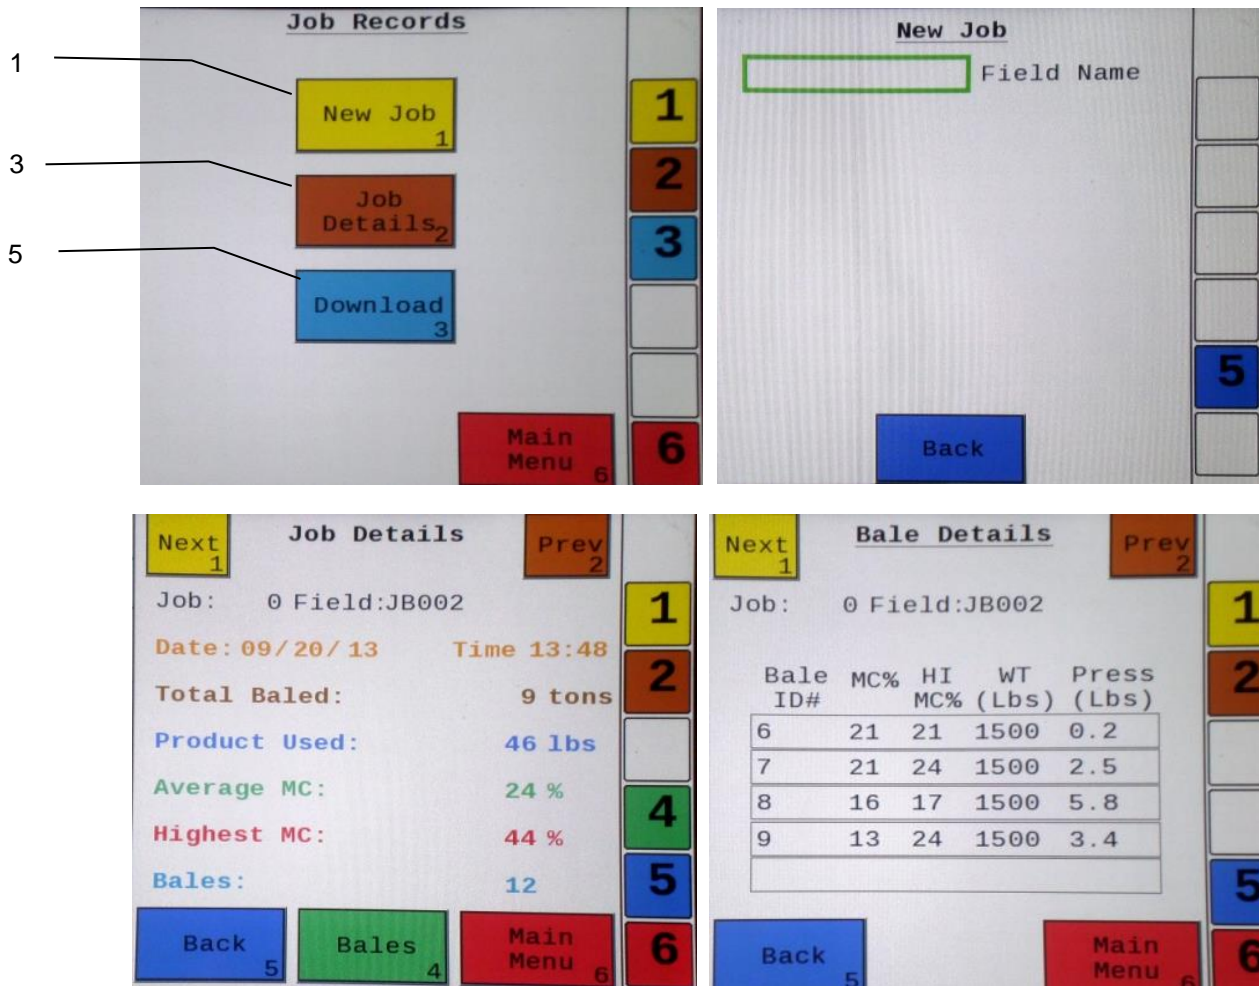 Job Records
1
New Job
1
1
3
Job
Details
2
2
5
Download
3
3
Main
Menu
6
6
New Job
Field Name
5
Back
Next
1
Job Details
Prev
2
Job: 0 Field:JB002
1
Date: 09/20/13 Time 13:48
2
Total Baled: 9 tons
Product Used: 46 lbs
Average MC: 24 %
4
Highest MC: 44 %
Bales: 12
5
Back
5
Bales
4
Main
Menu
6
6
Next
1
Bale Details
Prev
2
Job: 0 Field:JB002
1
2
Bale MC% HI WT Press
ID# MC% (Lbs) (Lbs)
6 21 21 1500 0.2
7 21 24 1500 2.5
8 16 17 1500 5.8
9 13 24 1500 3.4
5
Back
5
Main
Menu
6
6